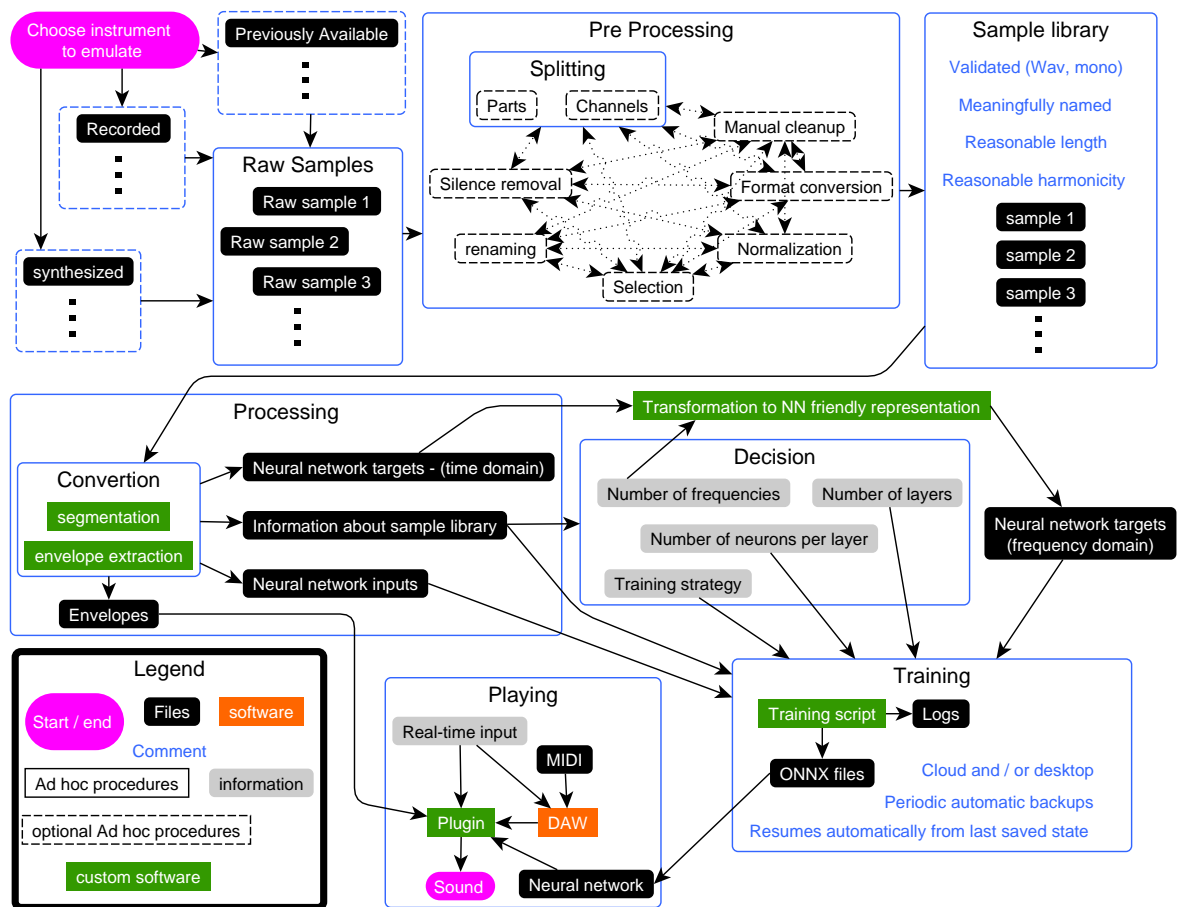 Choose instrument
to emulate
Previously Available
Recorded
synthesized
Raw Samples
Raw sample 1
Raw sample 2
Raw sample 3
Pre Processing
Splitting
Parts
Channels
Manual cleanup
Silence removal
Format conversion
renaming
Normalization
Selection
Sample library
Validated (Wav, mono)
Meaningfully named
Reasonable length
Reasonable harmonicity
sample 1
sample 2
sample 3
Processing
Convertion
segmentation
envelope extraction
Neural network targets - (time domain)
Information about sample library
Neural network inputs
Envelopes
Transformation to NN friendly representation
Decision
Number of frequencies
Number of layers
Number of neurons per layer
Training strategy
Neural network targets
(frequency domain)
Legend
Start / end
Files
software
Comment
Ad hoc procedures
information
optional Ad hoc procedures
custom software
Playing
Real-time input
MIDI
Plugin
DAW
Sound
Neural network
Training
Training script
Logs
ONNX files
Cloud and / or desktop
Periodic automatic backups
Resumes automatically from last saved state